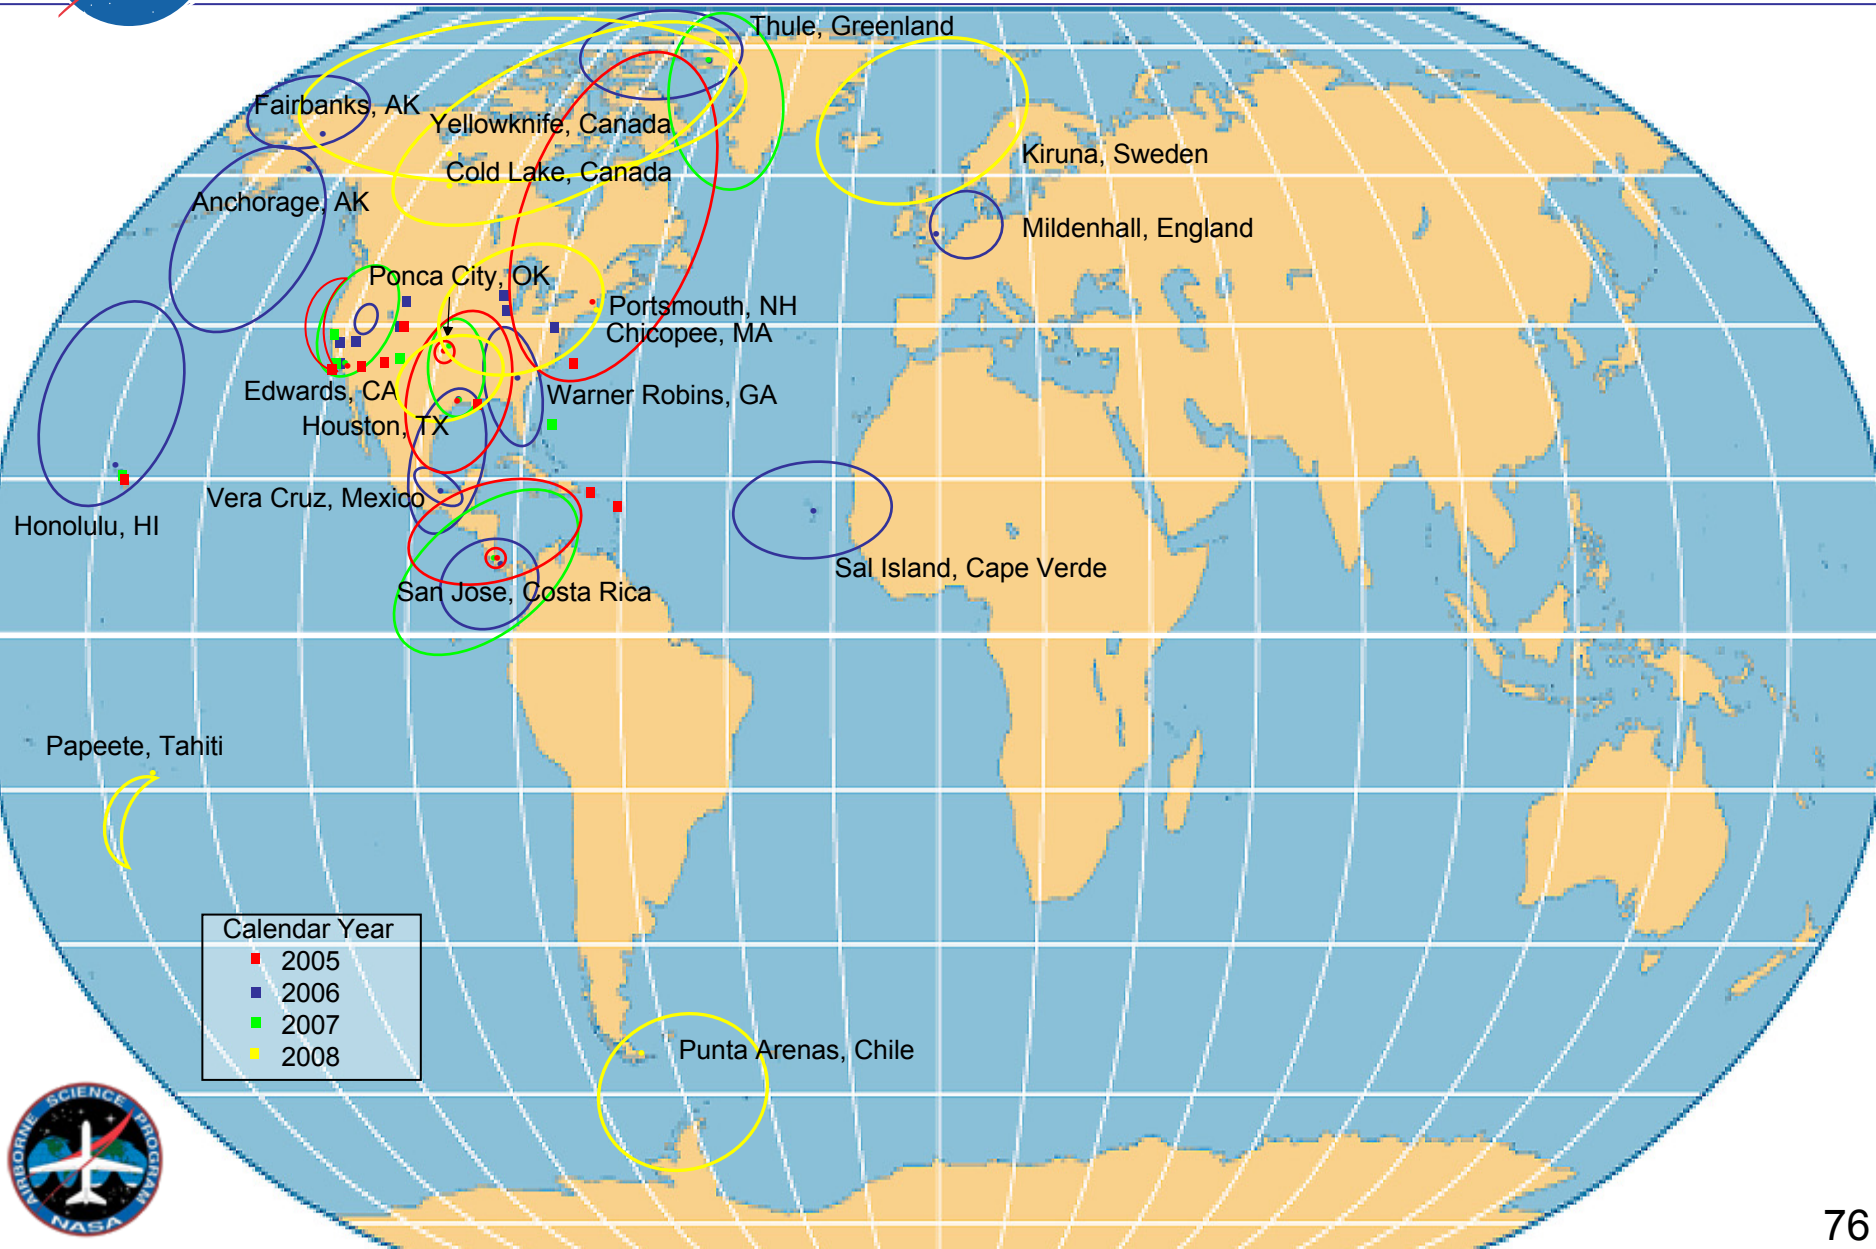 Thule, Greenland
Fairbanks, AK
Yellowknife, Canada
Kiruna, Sweden
Cold Lake, Canada
Anchorage, AK
Mildenhall, England
Ponca City, OK
Portsmouth, NH
Chicopee, MA
Edwards, CA
Warner Robins, GA
Houston, TX
Vera Cruz, Mexico
Honolulu, HI
Sal Island, Cape Verde
San Jose, Costa Rica
Papeete, Tahiti
Calendar Year
2005
2006
2007
2008
Punta Arenas, Chile
AIRBORNE SCIENCE PROGRAM
NASA
76